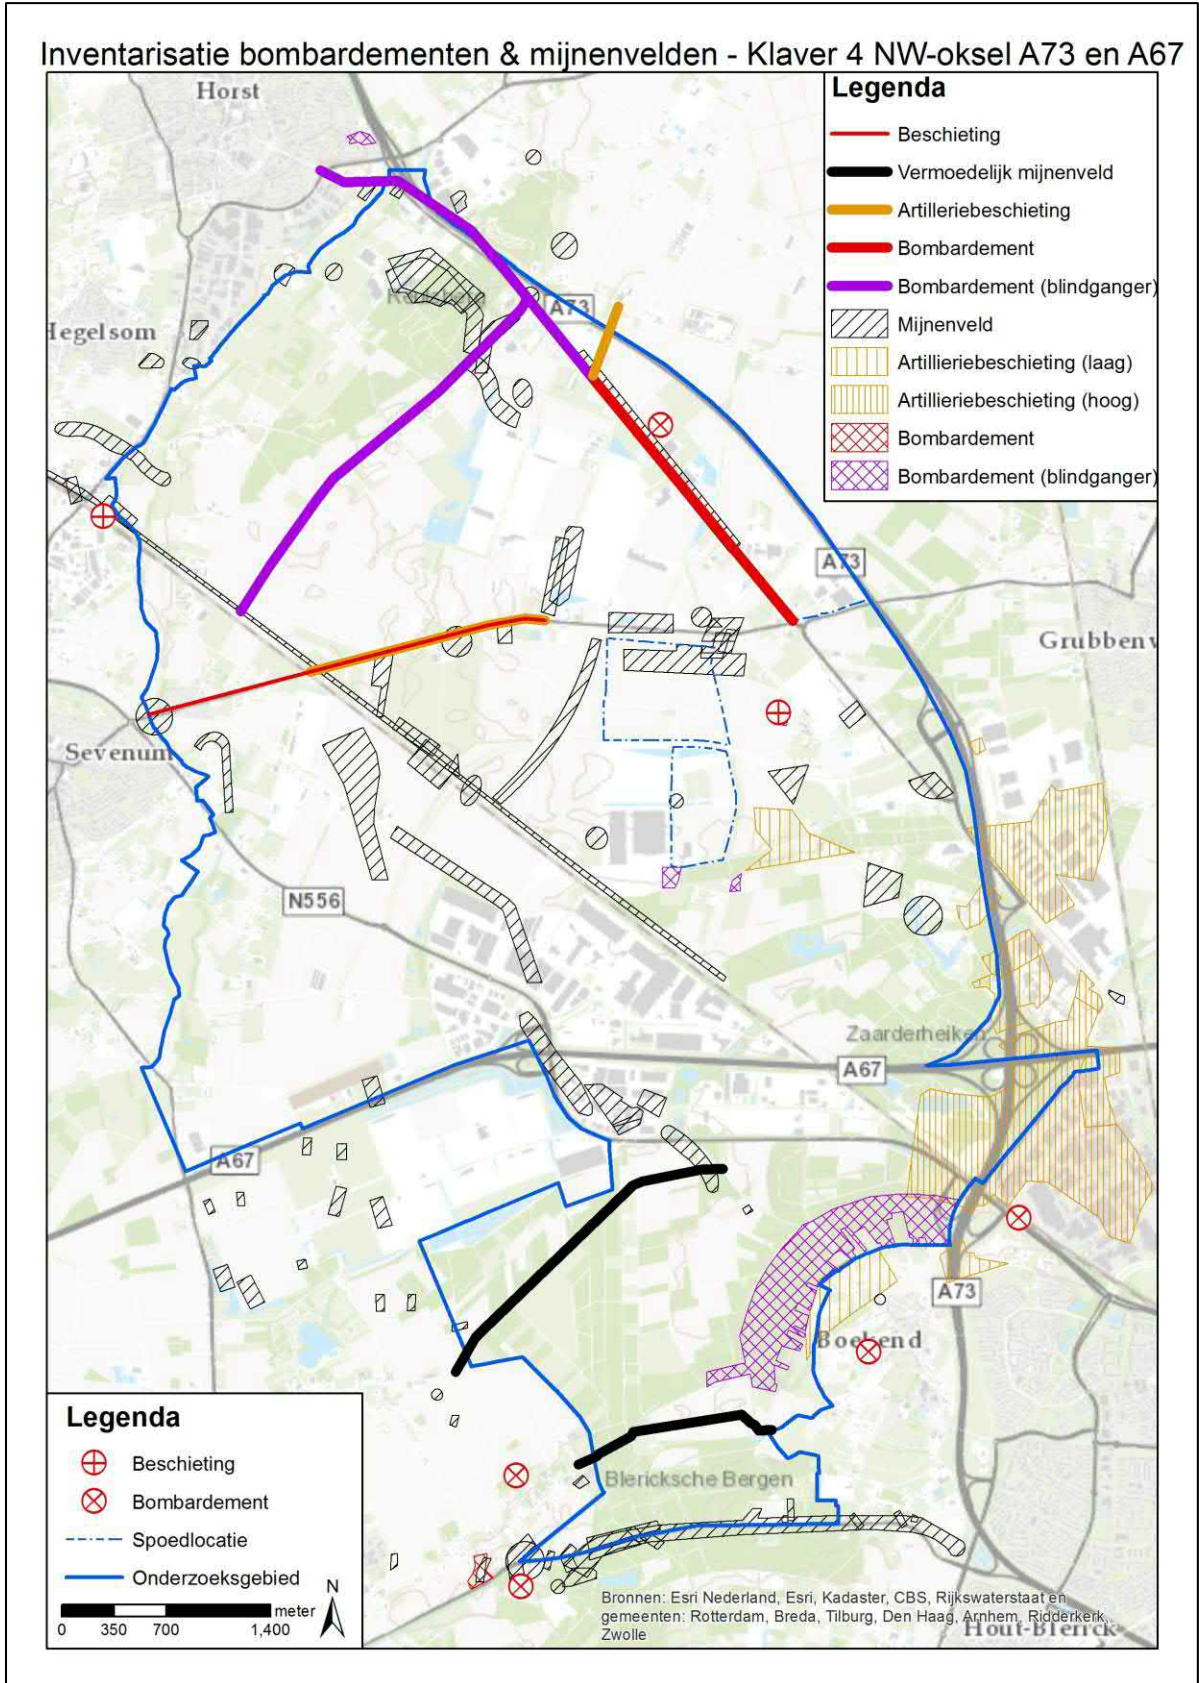 Inventarisatie bombardementen & mijnenvelden - Klaver 4 NW-oksel A73 en A67
Horst
Legenda
Beschieting
Vermoedelijk mijnenveld
Artilleriebeschieting
Bombardement
Bombardement (blindganger)
Mijnenveld
Artillieriebeschieting (laag)
Artillieriebeschieting (hoog)
Bombardement
Bombardement (blindganger)
A73
Hegelsom
A73
Grubbenv
Sevenum
N556
Zaarderheiken
A67
A67
A73
Boekend
Blericksche Bergen
Legenda
Beschieting
Bombardement
Spoedlocatie
Onderzoeksgebied
N
meter
0 350 700 1,400
Bronnen: Esri Nederland, Esri, Kadaster, CBS, Rijkswaterstaat en
gemeenten: Rotterdam, Breda, Tilburg, Den Haag, Arnhem, Ridderkerk,
Zwolle
Hout-Blerick